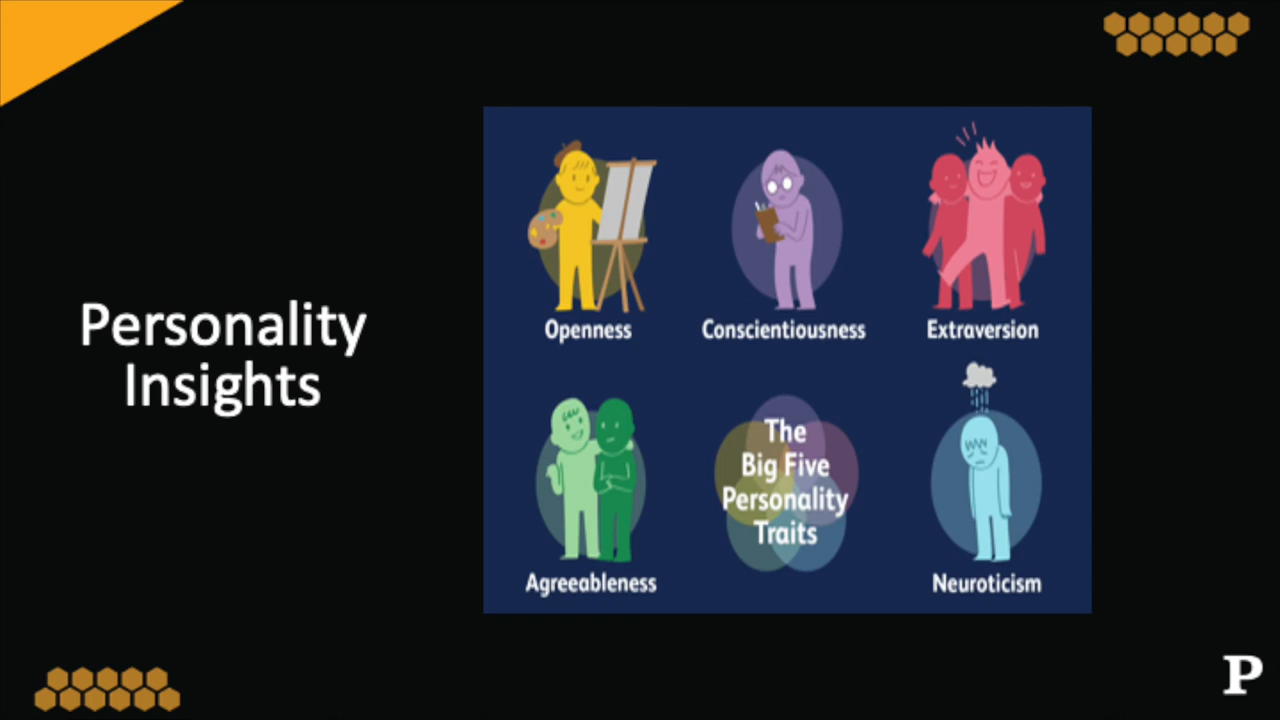 Personality
Insights
Openness
Conscientiousness
Extraversion
Agreeableness
The
Big Five
Personality
Traits
Neuroticism
P